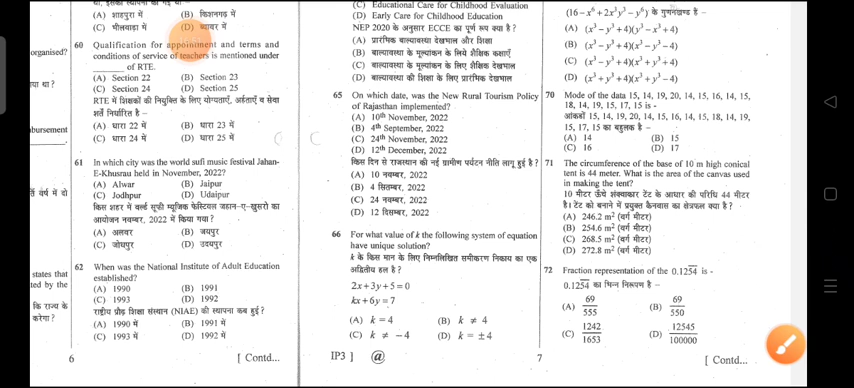 था, इसकी स्थापना की गई थी
(A) शाहपुरा में (B) किशनगढ़ में
(C) भीलवाड़ा में (D) ब्यावर में
60 Qualification for appointment and terms and
conditions of service of teachers is mentioned under
______ of RTE.
(A) Section 22 (B) Section 23
(C) Section 24 (D) Section 25
RTE में शिक्षकों की नियुक्ति के लिए योग्यताएँ, अर्हताएँ व सेवा
शर्तें निर्धारित है –
(A) धारा 22 में (B) धारा 23 में
(C) धारा 24 में (D) धारा 25 में
61 In which city was the world sufi music festival Jahan-
E-Khusrau held in November, 2022?
(A) Alwar (B) Jaipur
(C) Jodhpur (D) Udaipur
किस शहर में वर्ल्ड सूफी म्यूजिक फेस्टिवल जहान-ए-खुसरो का
आयोजन नवम्बर, 2022 में किया गया ?
(A) अलवर (B) जयपुर
(C) जोधपुर (D) उदयपुर
62 When was the National Institute of Adult Education
established?
(A) 1990 (B) 1991
(C) 1993 (D) 1992
राष्ट्रीय प्रौढ़ शिक्षा संस्थान (NIAE) की स्थापना कब हुई ?
(A) 1990 में (B) 1991 में
(C) 1993 में (D) 1992 में
6 [ Contd...
organised?
गया था ?
bursement
र्ते वर्ष में दो
states that
ted by the
कि राज्य के
करेगा ?
(C) Educational Care for Childhood Evaluation
(D) Early Care for Childhood Education
NEP 2020 के अनुसार ECCE का पूर्ण रूप क्या है ?
(A) प्रारंभिक बाल्यावस्था देखभाल और शिक्षा
(B) बाल्यावस्था के मूल्यांकन के लिये शैक्षिक कक्षाएँ
(C) बाल्यावस्था के मूल्यांकन के लिए शैक्षिक देखभाल
(D) बाल्यावस्था की शिक्षा के लिए प्रारंभिक देखभाल
65 On which date, was the New Rural Tourism Policy
of Rajasthan implemented?
(A) 10th November, 2022
(B) 4th September, 2022
(C) 24th November, 2022
(D) 12th December, 2022
किस दिन से राजस्थान की नई ग्रामीण पर्यटन नीति लागू हुई है ?
(A) 10 नवम्बर, 2022
(B) 4 सितम्बर, 2022
(C) 24 नवम्बर, 2022
(D) 12 दिसम्बर, 2022
66 For what value of k the following system of equation
have unique solution?
k के किस मान के लिए निम्नलिखित समीकरण निकाय का एक
अद्वितीय हल है ?
2x+3y+5=0
kx+6y=7
(A) k = 4 (B) k ≠ 4
(C) k ≠ −4 (D) k = ±4
IP3 ] @ 7
(16−x⁶+2x³y³−y⁶) के गुणनखण्ड हैं –
(A) (x³−y³+4)(y³−x³+4)
(B) (x³−y³+4)(x³−y³−4)
(C) (x³−y³+4)(x³+y³+4)
(D) (x³+y³+4)(x³+y³−4)
70 Mode of the data 15, 14, 19, 20, 14, 15, 16, 14, 15,
18, 14, 19, 15, 17, 15 is -
आंकडों 15, 14, 19, 20, 14, 15, 16, 14, 15, 18, 14, 19,
15, 17, 15 का बहुलक है –
(A) 14 (B) 15
(C) 16 (D) 17
71 The circumference of the base of 10 m high conical
tent is 44 meter. What is the area of the canvas used
in making the tent?
10 मीटर ऊँचे शंक्वाकार टेंट के आधार की परिधि 44 मीटर
है। टेंट को बनाने में प्रयुक्त कैनवास का क्षेत्रफल क्या है ?
(A) 246.2 m² (वर्ग मीटर)
(B) 254.6 m² (वर्ग मीटर)
(C) 268.5 m² (वर्ग मीटर)
(D) 272.8 m² (वर्ग मीटर)
72 Fraction representation of the 0.125̅4̅ is -
0.125̅4̅ का भिन्न निरूपण है –
(A) 69/555 (B) 69/550
(C) 1242/1653 (D) 12545/100000
[ Contd...